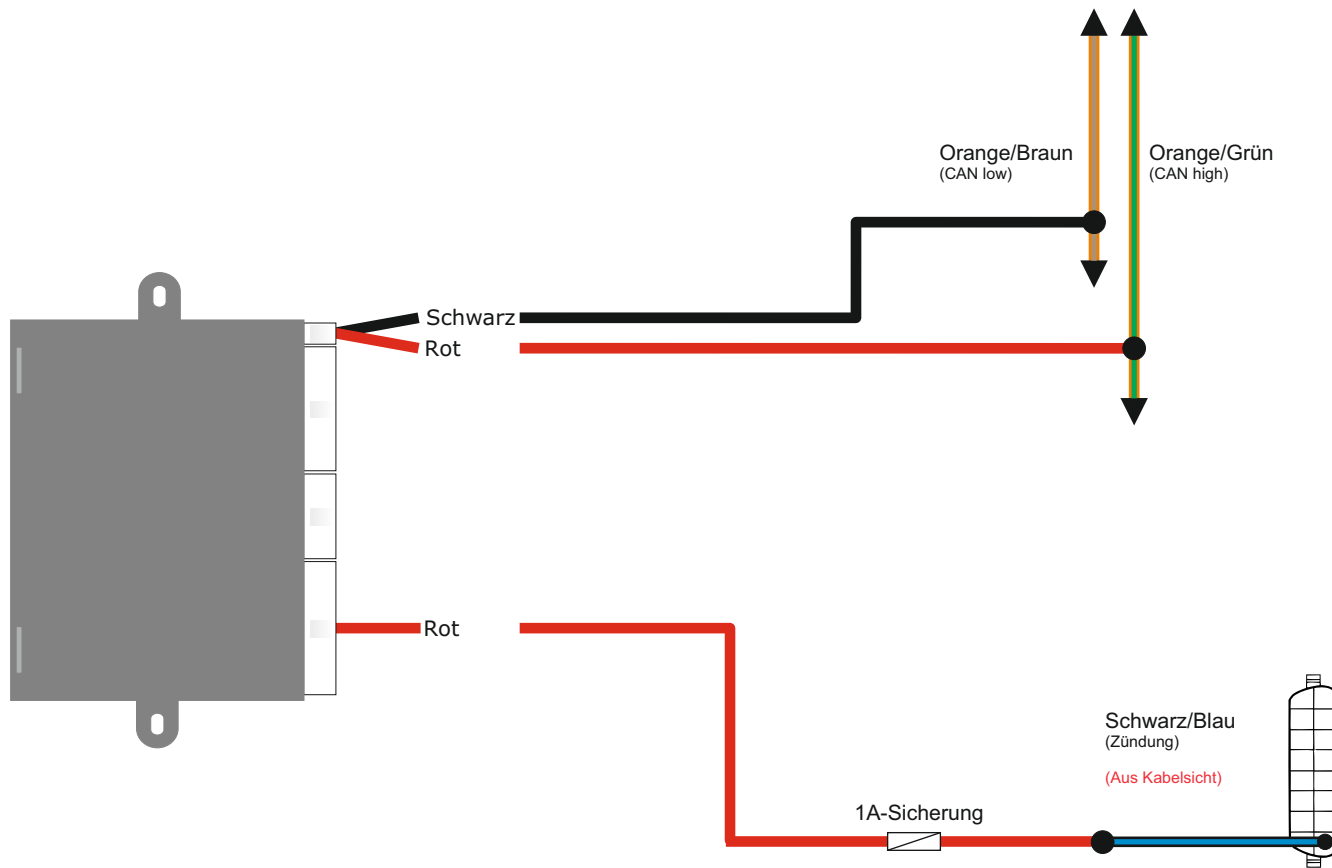 Orange/Braun
(CAN low)
Orange/Grün
(CAN high)
Schwarz
Rot
Rot
Schwarz/Blau
(Zündung)
(Aus Kabelsicht)
1A-Sicherung